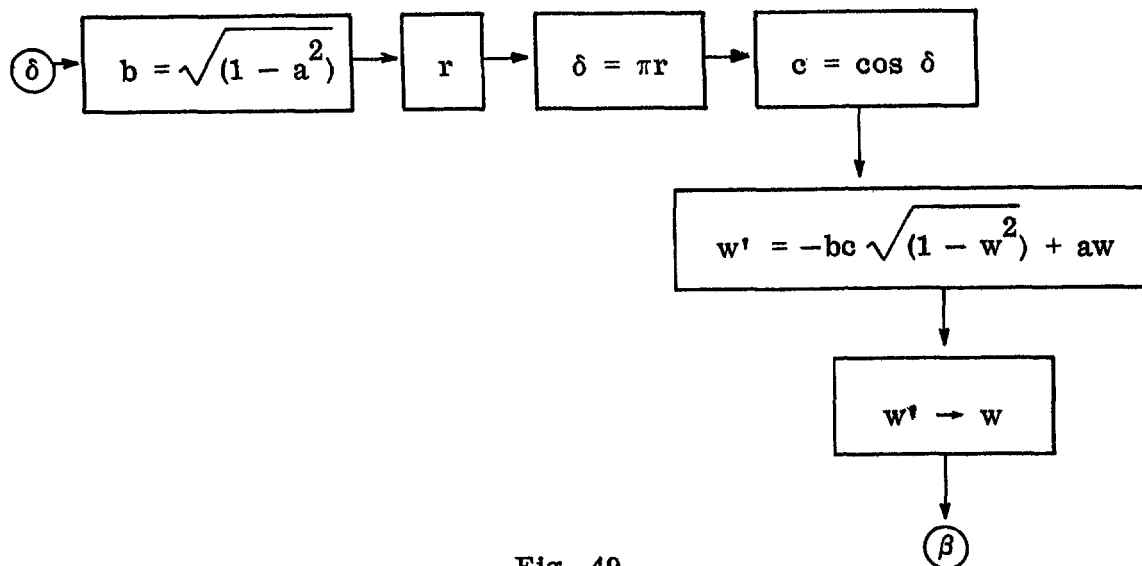 δ
b = √(1 - a²)
r
δ = πr
c = cos δ
w' = -bc √(1 - w²) + aw
w' → w
β